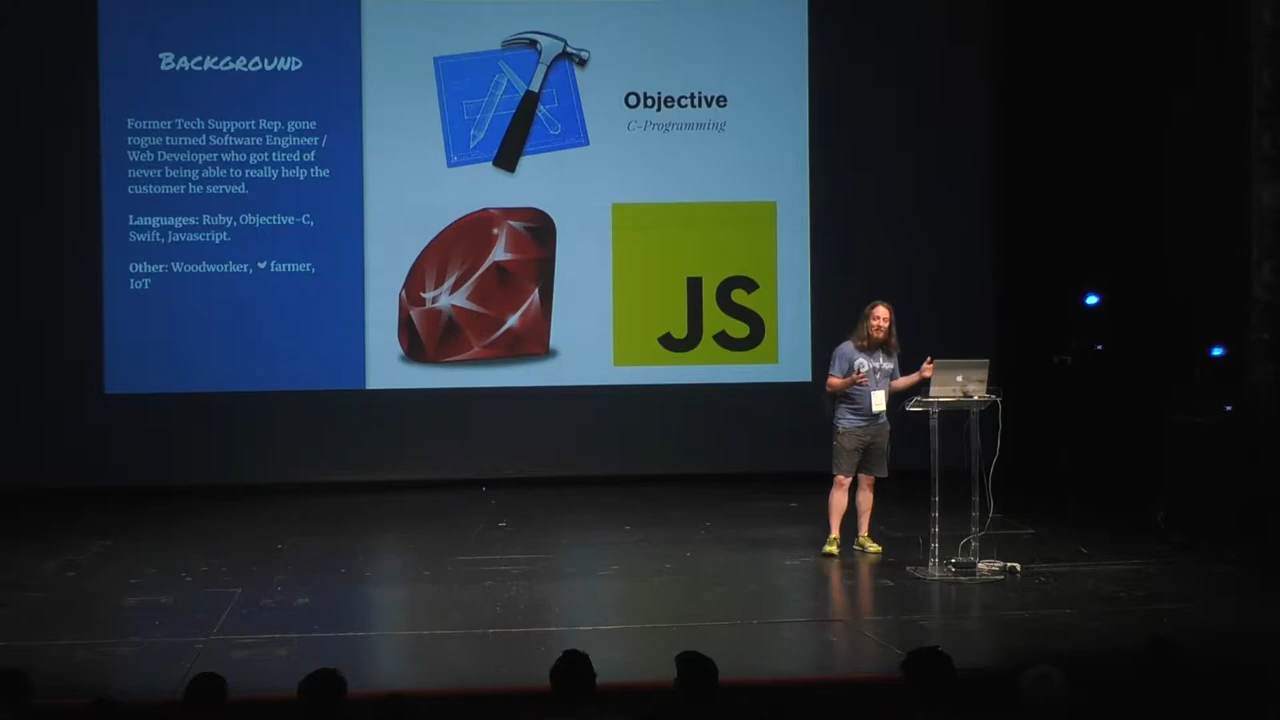 Background
Former Tech Support Rep. gone
rogue turned Software Engineer /
Web Developer who got tired of
never being able to really help the
customer he served.
Languages: Ruby, Objective-C,
Swift, Javascript.
Other: Woodworker, farmer,
IoT
Objective
C-Programming
JS